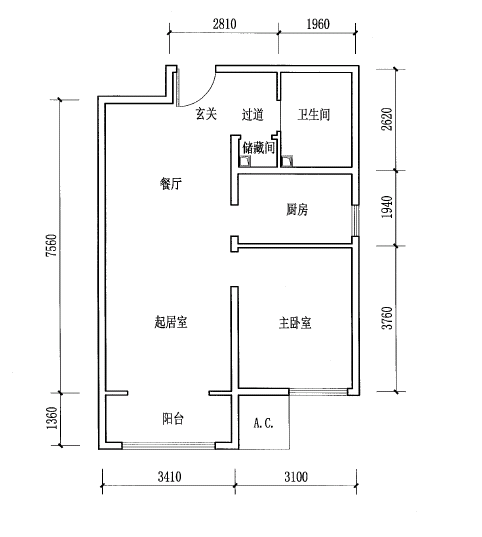 2810
1960
玄关
过道
卫生间
2620
储藏间
餐厅
厨房
1940
7560
起居室
主卧室
3760
阳台
A.C.
1360
3410
3100